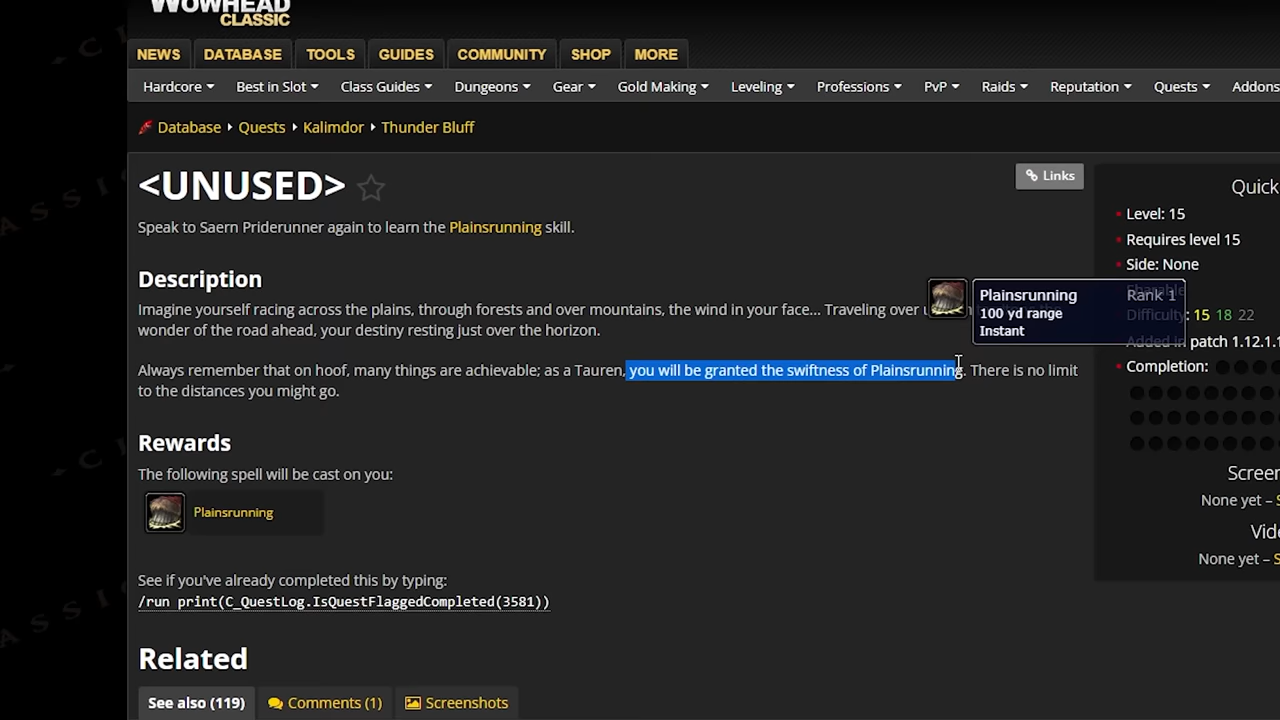 WOWHEAD
CLASSIC
NEWS DATABASE TOOLS GUIDES COMMUNITY SHOP MORE
Hardcore Best in Slot Class Guides Dungeons Gear Gold Making Leveling Professions PvP Raids Reputation Quests Addons
Database Quests Kalimdor Thunder Bluff
<UNUSED>
Links
Speak to Saern Priderunner again to learn the Plainsrunning skill.
Description
Imagine yourself racing across the plains, through forests and over mountains, the wind in your face... Traveling over
wonder of the road ahead, your destiny resting just over the horizon.
Always remember that on hoof, many things are achievable; as a Tauren, you will be granted the swiftness of Plainsrunning. There is no limit
to the distances you might go.
Rewards
The following spell will be cast on you:
Plainsrunning
See if you've already completed this by typing:
/run print(C_QuestLog.IsQuestFlaggedCompleted(3581))
Related
See also (119) Comments (1) Screenshots
Plainsrunning Rank 1
100 yd range
Instant
Quick
Level: 15
Requires level 15
Side: None
Sharable
Difficulty: 15 18 22
Added in patch 1.12.1.1
Completion:
Screen
None yet –
Vid
None yet –